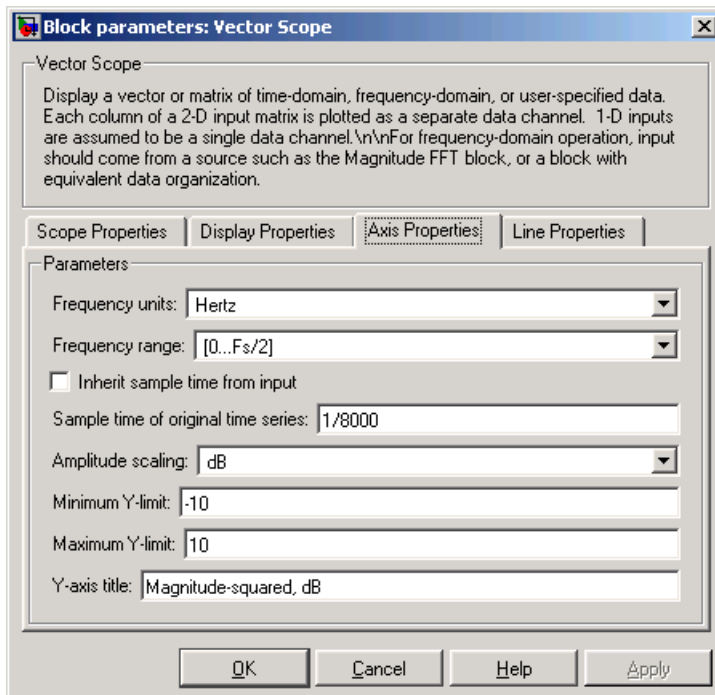 Block parameters: Vector Scope
Vector Scope
Display a vector or matrix of time-domain, frequency-domain, or user-specified data.
Each column of a 2-D input matrix is plotted as a separate data channel.  1-D inputs
are assumed to be a single data channel.\n\nFor frequency-domain operation, input
should come from a source such as the Magnitude FFT block, or a block with
equivalent data organization.
Scope Properties Display Properties Axis Properties Line Properties
Parameters
Frequency units: Hertz
Frequency range: [0...Fs/2]
Inherit sample time from input
Sample time of original time series: 1/8000
Amplitude scaling: dB
Minimum Y-limit: -10
Maximum Y-limit: 10
Y-axis title: Magnitude-squared, dB
OK Cancel Help Apply